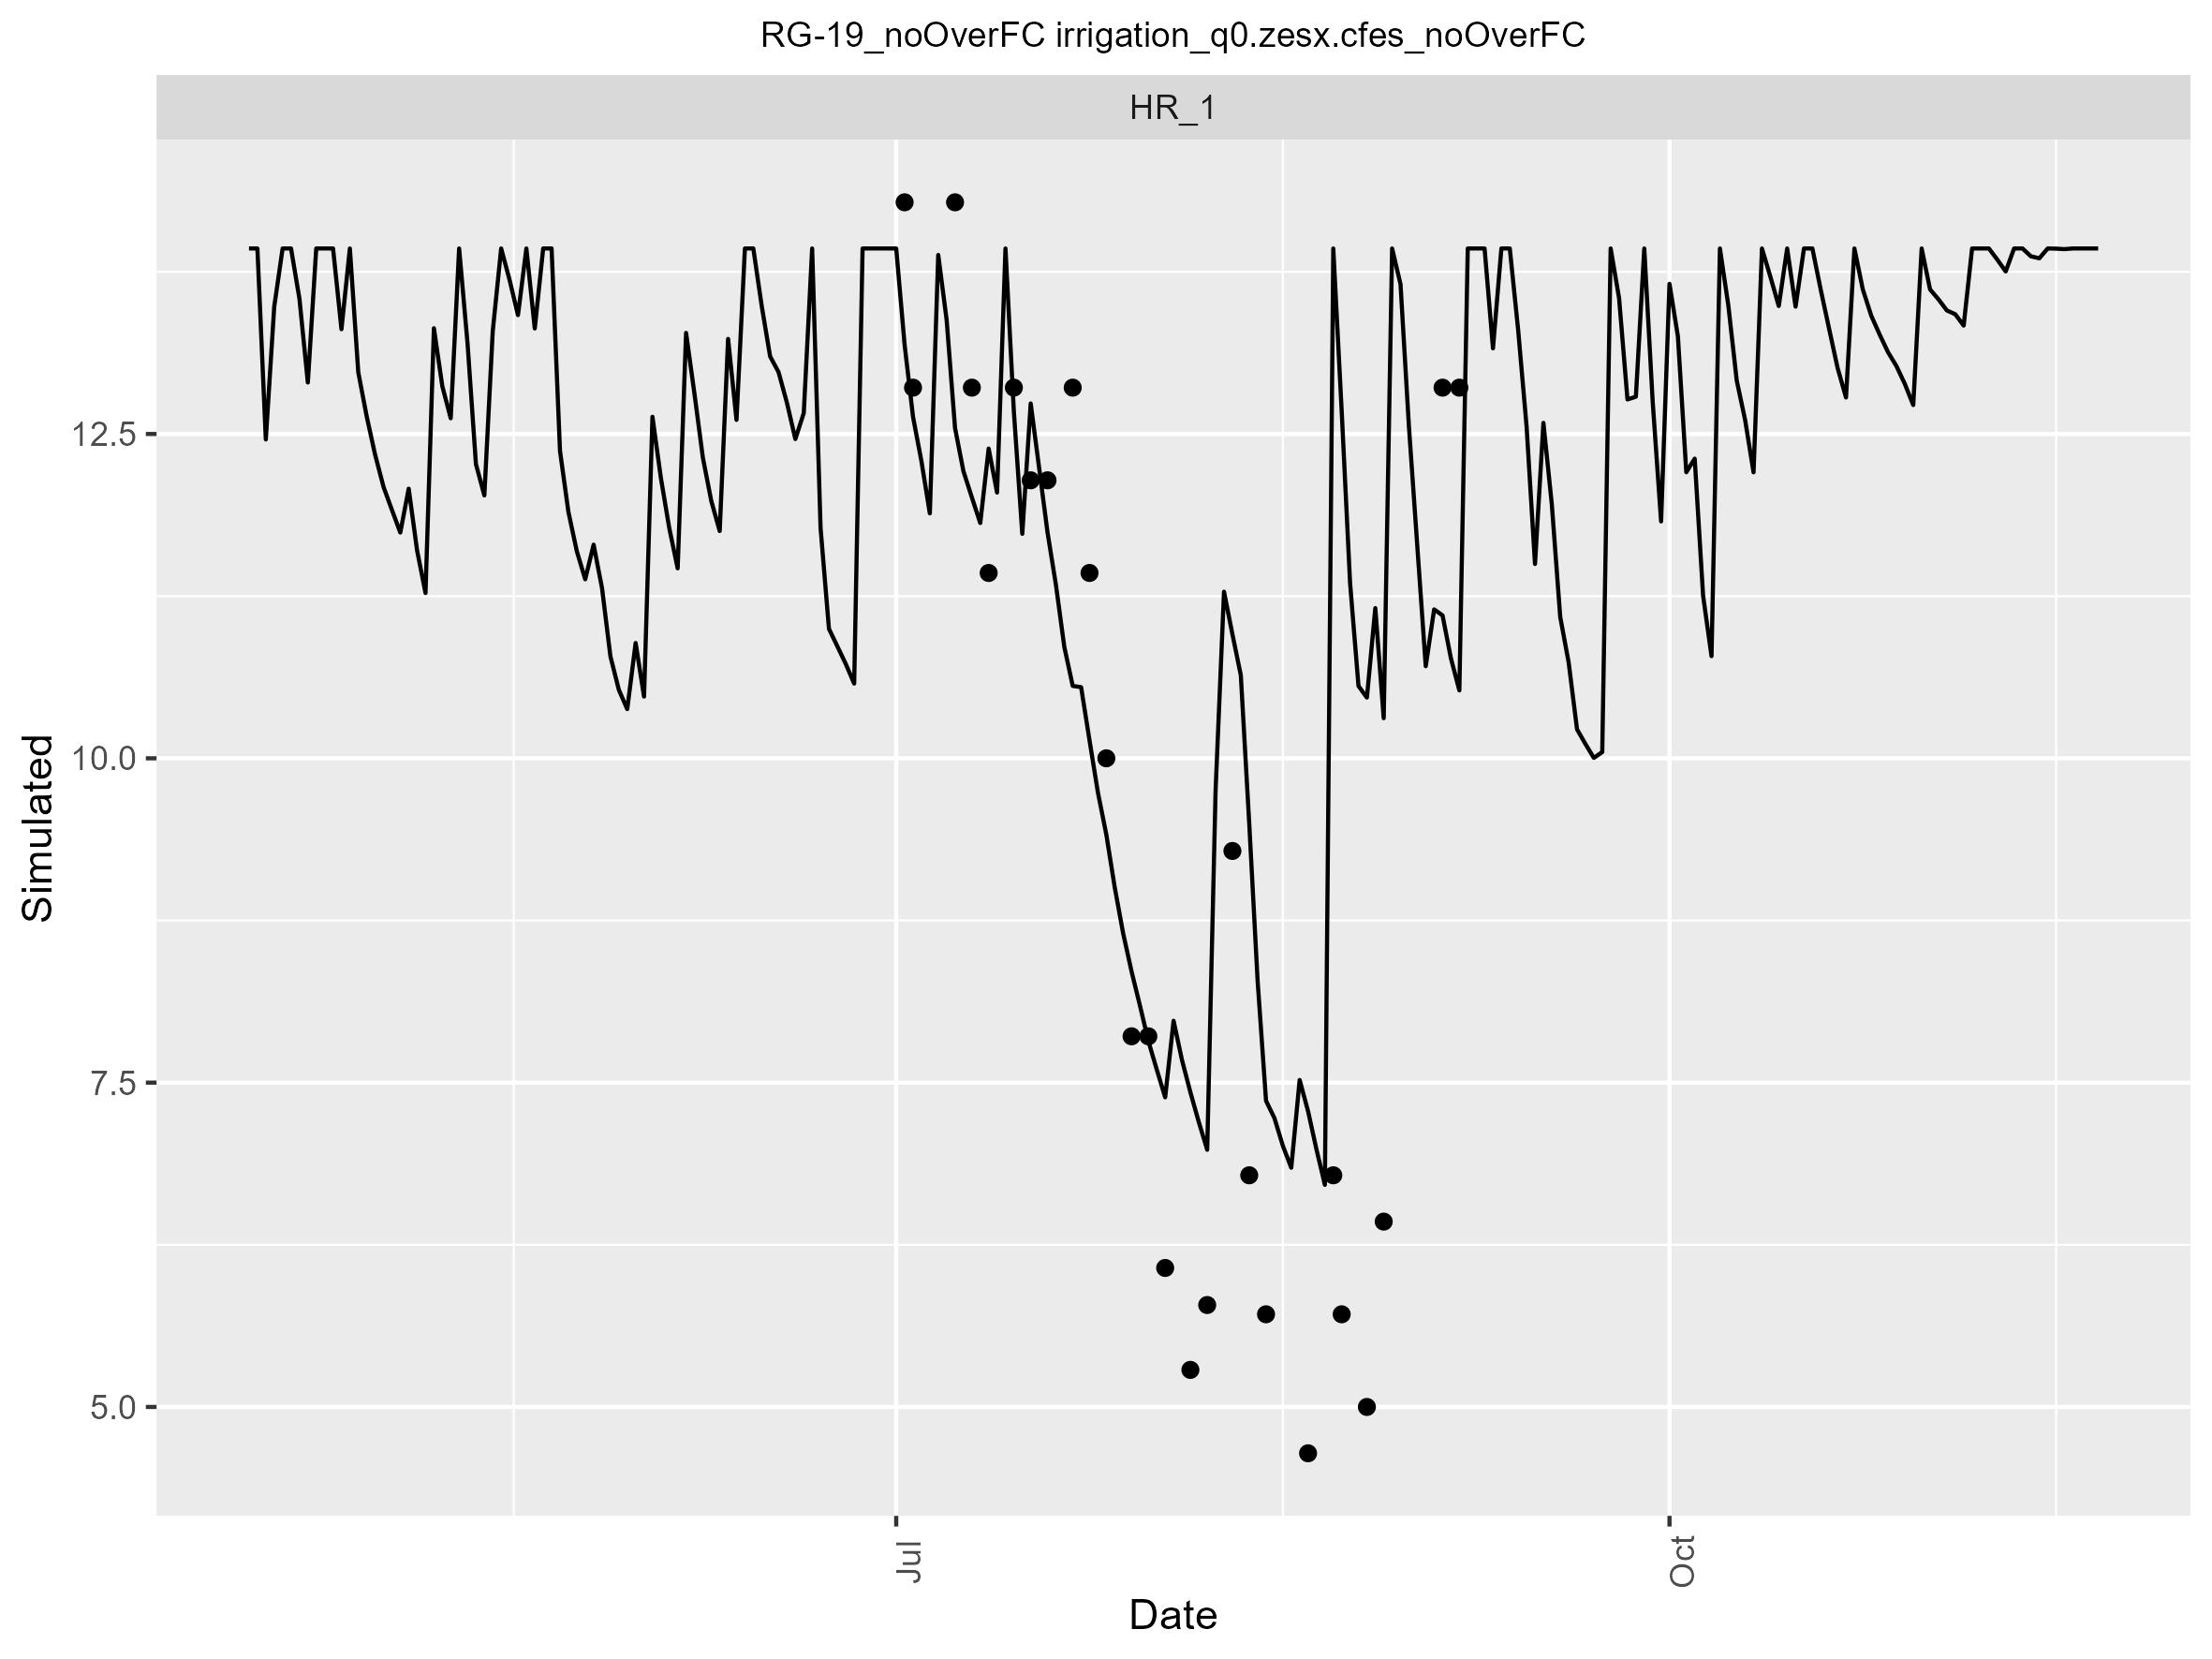 RG-19_noOverFC irrigation_q0.zesx.cfes_noOverFC
HR_1
Simulated
12.5
10.0
7.5
5.0
Jul
Oct
Date